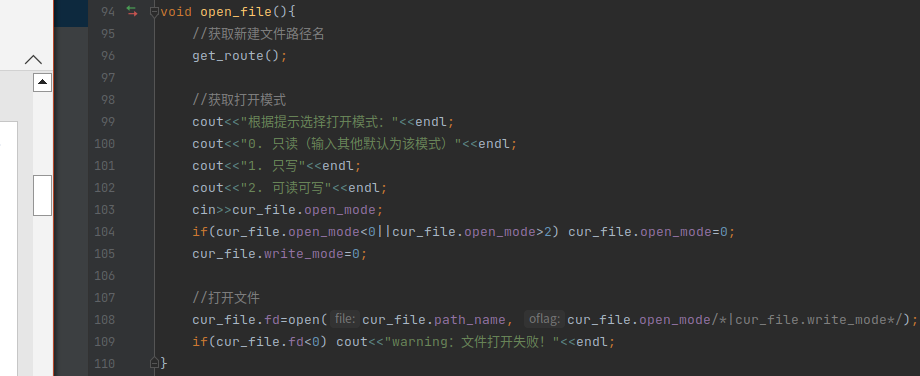 94 void open_file(){
95 //获取新建文件路径名
96 get_route();
97
98 //获取打开模式
99 cout<<"根据提示选择打开模式："<<endl;
100 cout<<"0. 只读（输入其他默认为该模式）"<<endl;
101 cout<<"1. 只写"<<endl;
102 cout<<"2. 可读可写"<<endl;
103 cin>>cur_file.open_mode;
104 if(cur_file.open_mode<0||cur_file.open_mode>2) cur_file.open_mode=0;
105 cur_file.write_mode=0;
106
107 //打开文件
108 cur_file.fd=open( file: cur_file.path_name, oflag: cur_file.open_mode/*|cur_file.write_mode*/);
109 if(cur_file.fd<0) cout<<"warning：文件打开失败！"<<endl;
110 }